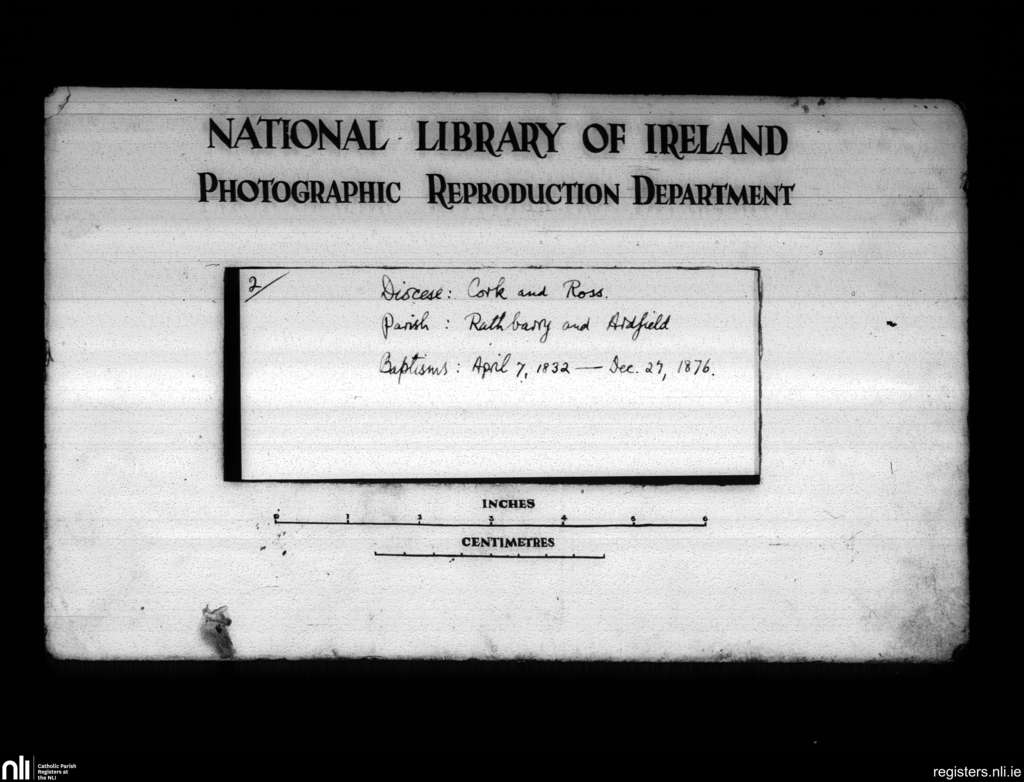 NATIONAL LIBRARY OF IRELAND
PHOTOGRAPHIC REPRODUCTION DEPARTMENT
2/
Diocese: Cork and Ross.
Parish: Rathbarry and Ardfield
Baptisms: April 7, 1832 — Dec. 27, 1876.
INCHES
0 1 2 3 4 5 6
CENTIMETRES
nli Catholic Parish
Registers at
the NLI
registers.nli.ie